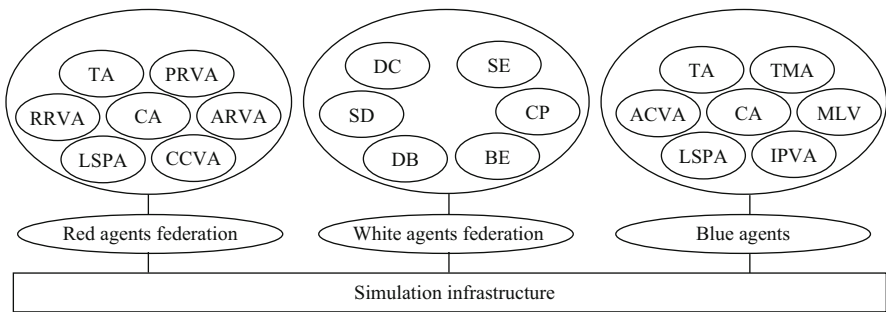 TA PRVA
RRVA CA ARVA
LSPA CCVA
DC SE
SD CP
DB BE
TA TMA
ACVA CA MLV
LSPA IPVA
Red agents federation
White agents federation
Blue agents
Simulation infrastructure